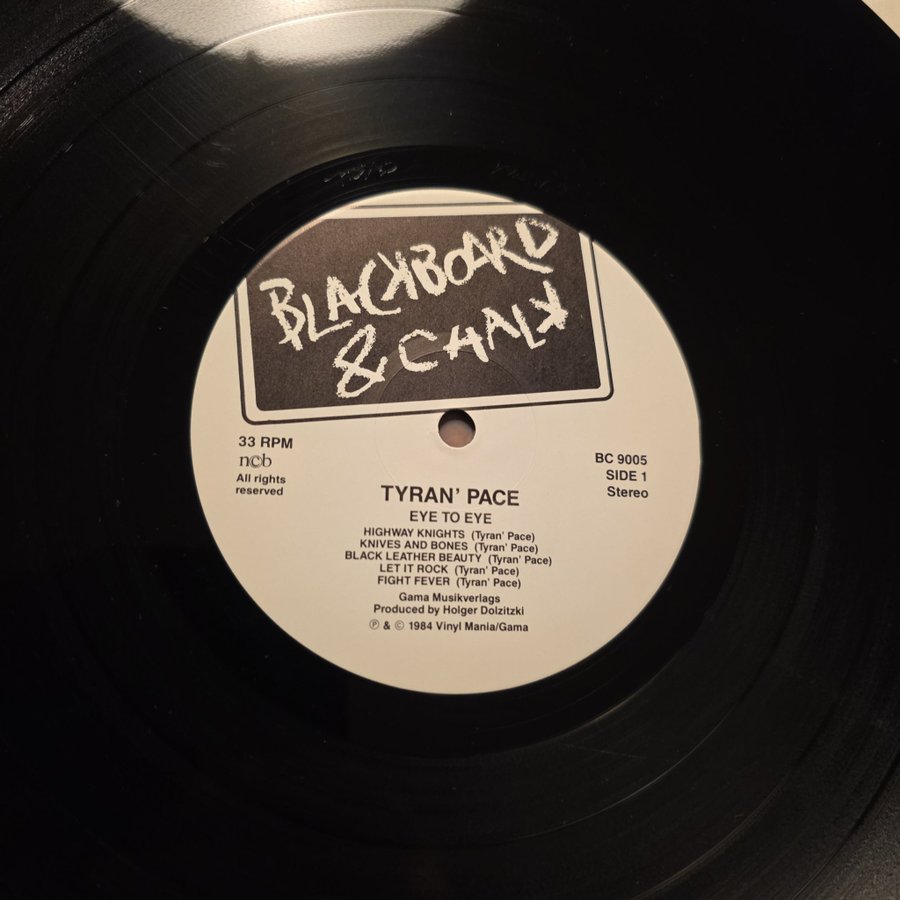 BLACKBOARD
& CHALK
33 RPM
ncb
All rights
reserved
BC 9005
SIDE 1
Stereo
TYRAN' PACE
EYE TO EYE
HIGHWAY KNIGHTS (Tyran' Pace)
KNIVES AND BONES (Tyran' Pace)
BLACK LEATHER BEAUTY (Tyran' Pace)
LET IT ROCK (Tyran' Pace)
FIGHT FEVER (Tyran' Pace)
Gama Musikverlags
Produced by Holger Dolzitzki
℗ & © 1984 Vinyl Mania/Gama